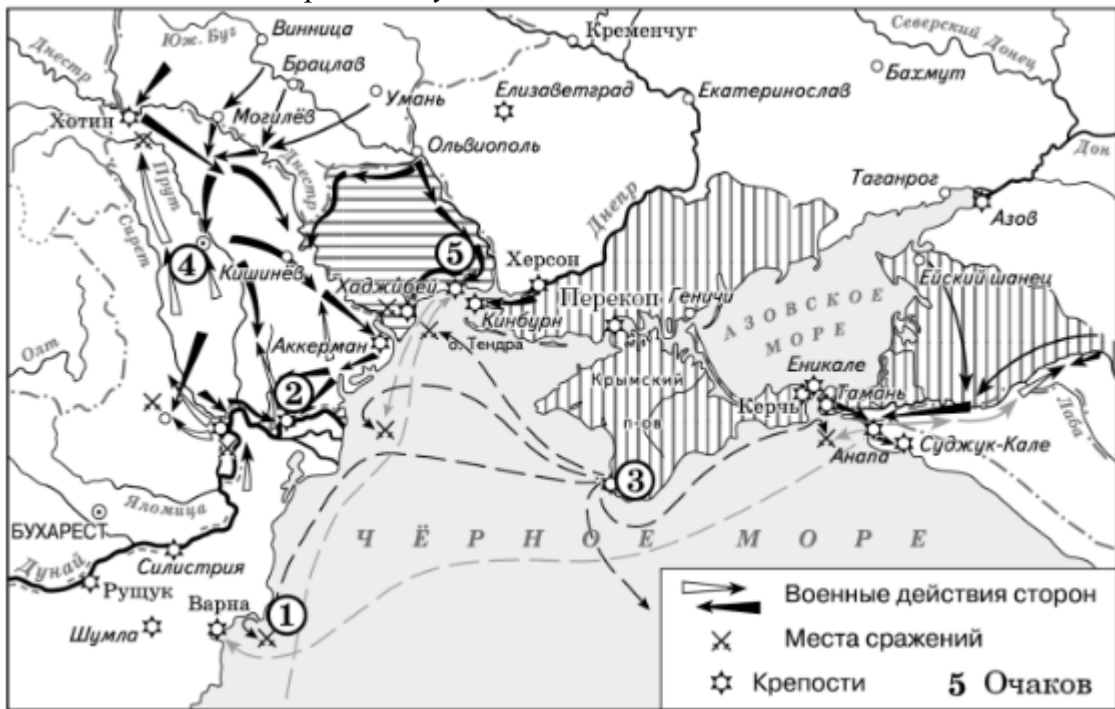 Винница
Юж. Буг
Днестр
Брацлав
Умань
Кременчуг
Северский Донец
Бахмут
Елизаветград
Екатеринослав
Хотин
Могилёв
Днестр
Ольвиополь
Дон
Прут
Сирет
Днепр
Таганрог
Азов
4
5
Кишинёв
Херсон
Ейский шанец
Хаджибей
Перекоп
Геничи
Кинбурн
АЗОВСКОЕ
МОРЕ
Олт
Аккерман
о. Тендра
Еникале
Крымский
п-ов
2
Керчь
Тамань
Лаба
Анапа
Суджук-Кале
3
Яломица
БУХАРЕСТ
ЧЁРНОЕ МОРЕ
Дунай
Силистрия
Рущук
Варна
1
Шумла
Военные действия сторон
Места сражений
Крепости
5 Очаков